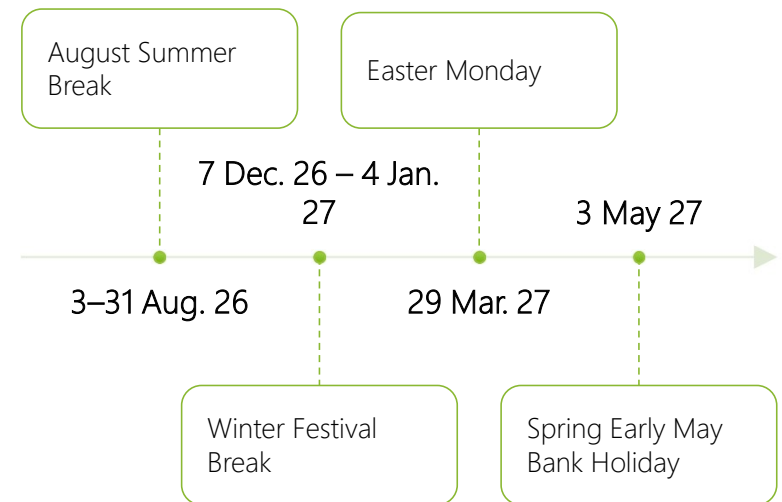 August Summer
Break
Easter Monday
7 Dec. 26 – 4 Jan.
27
3 May 27
3–31 Aug. 26
29 Mar. 27
Winter Festival
Break
Spring Early May
Bank Holiday